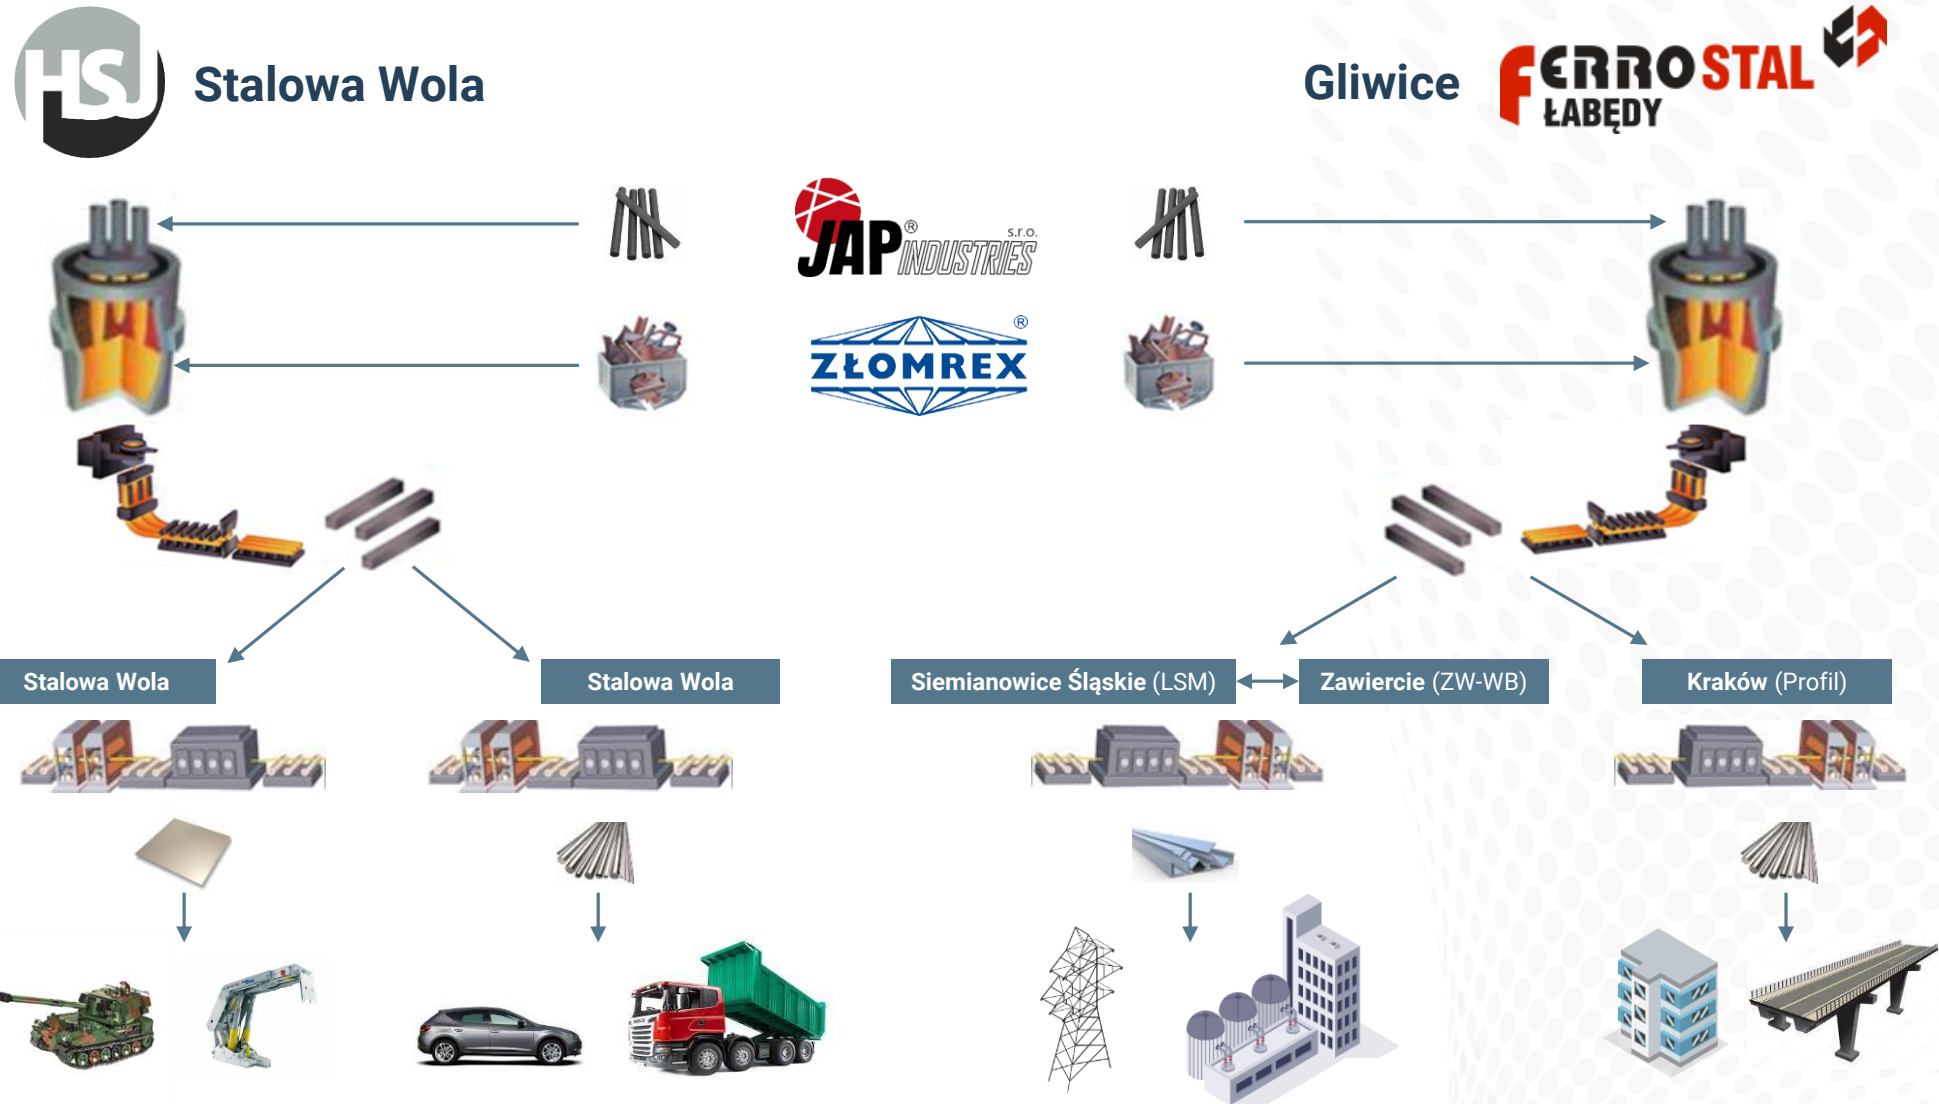 HSJ
Stalowa Wola
Gliwice
FERROSTAL
ŁABĘDY
JAP®
INDUSTRIES
s.r.o.
ZŁOMREX
®
Stalowa Wola
Stalowa Wola
Siemianowice Śląskie (LSM)
Zawiercie (ZW-WB)
Kraków (Profil)